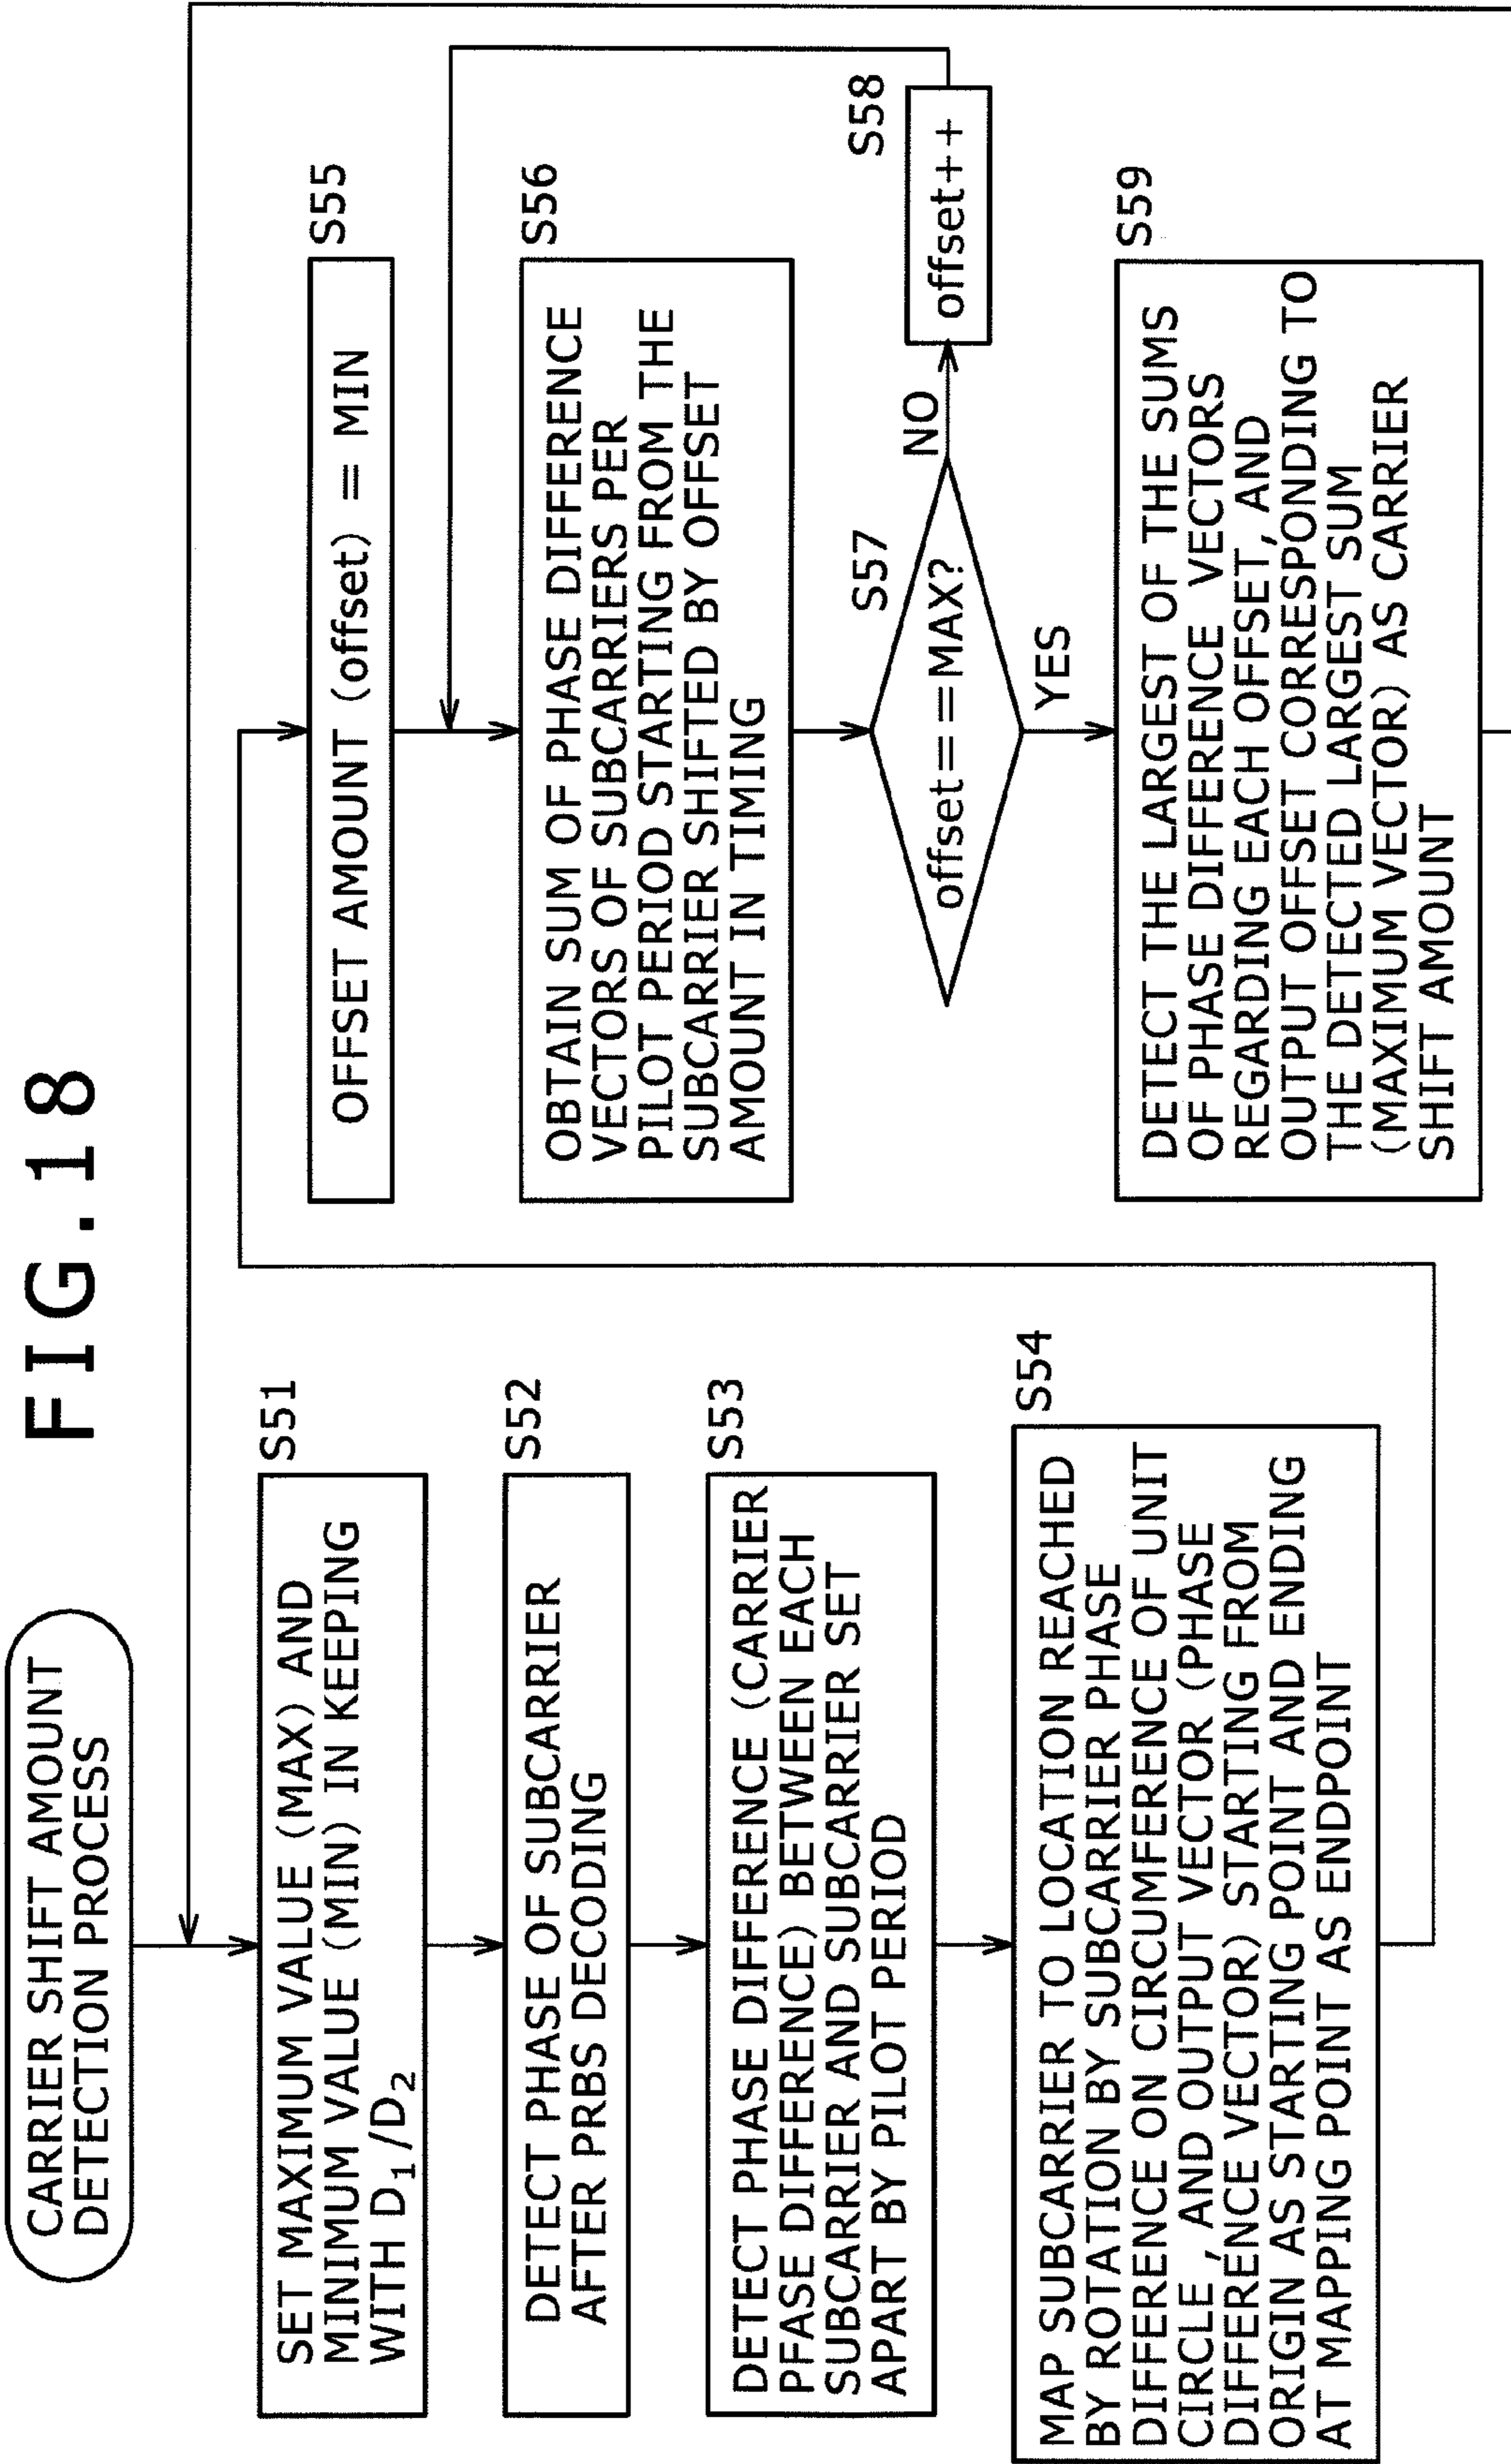 FIG.18
CARRIER SHIFT AMOUNT
DETECTION PROCESS
S51
SET MAXIMUM VALUE (MAX) AND
MINIMUM VALUE (MIN) IN KEEPING
WITH D₁/D₂
S52
DETECT PHASE OF SUBCARRIER
AFTER PRBS DECODING
S53
DETECT PHASE DIFFERENCE (CARRIER
PFASE DIFFERENCE) BETWEEN EACH
SUBCARRIER AND SUBCARRIER SET
APART BY PILOT PERIOD
S54
MAP SUBCARRIER TO LOCATION REACHED
BY ROTATION BY SUBCARRIER PHASE
DIFFERENCE ON CIRCUMFERENCE OF UNIT
CIRCLE, AND OUTPUT VECTOR (PHASE
DIFFERENCE VECTOR) STARTING FROM
ORIGIN AS STARTING POINT AND ENDING
AT MAPPING POINT AS ENDPOINT
S55
OFFSET AMOUNT (offset) = MIN
S56
OBTAIN SUM OF PHASE DIFFERENCE
VECTORS OF SUBCARRIERS PER
PILOT PERIOD STARTING FROM THE
SUBCARRIER SHIFTED BY OFFSET
AMOUNT IN TIMING
S57
offset==MAX?
NO
S58
offset++
YES
S59
DETECT THE LARGEST OF THE SUMS
OF PHASE DIFFERENCE VECTORS
REGARDING EACH OFFSET, AND
OUTPUT OFFSET CORRESPONDING TO
THE DETECTED LARGEST SUM
(MAXIMUM VECTOR) AS CARRIER
SHIFT AMOUNT